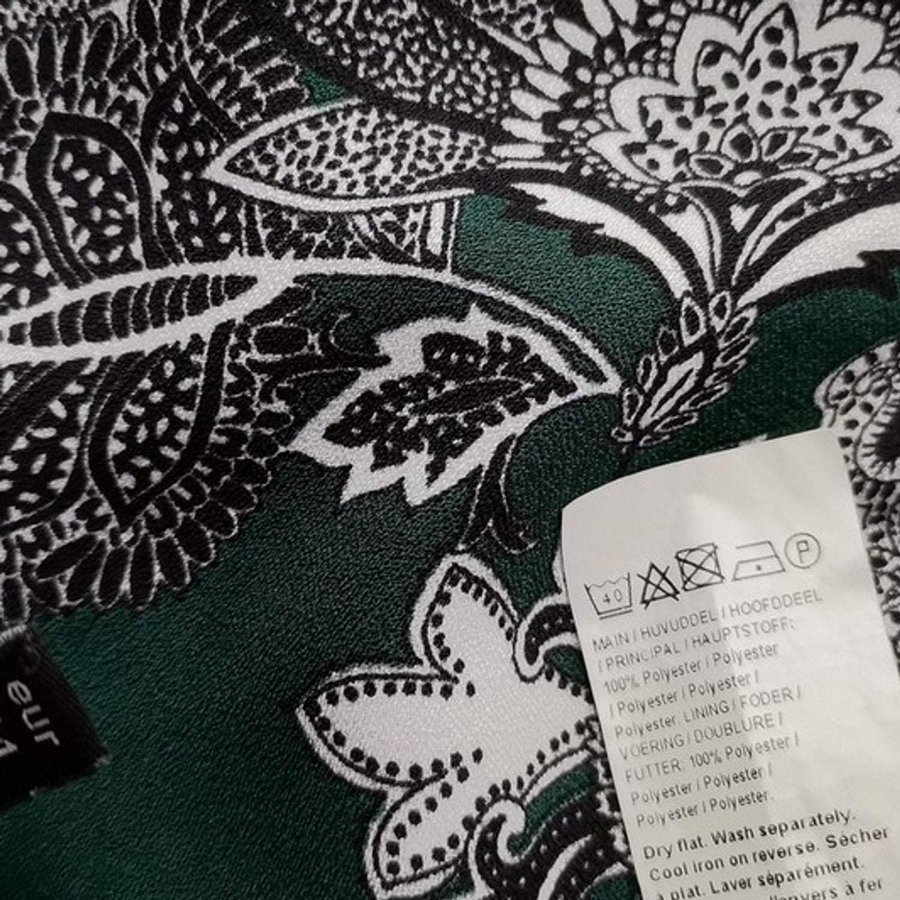 40
P
MAIN / HUVUDDEL / HOOFDDEEL
/ PRINCIPAL / HAUPTSTOFF:
100% Polyester / Polyester
/ Polyester / Polyester /
Polyester. LINING / FODER /
VOERING / DOUBLURE /
FUTTER: 100% Polyester /
Polyester / Polyester /
Polyester / Polyester.
Dry flat. Wash separately.
Cool iron on reverse. Sécher
à plat. Laver séparément.
à fer
eur